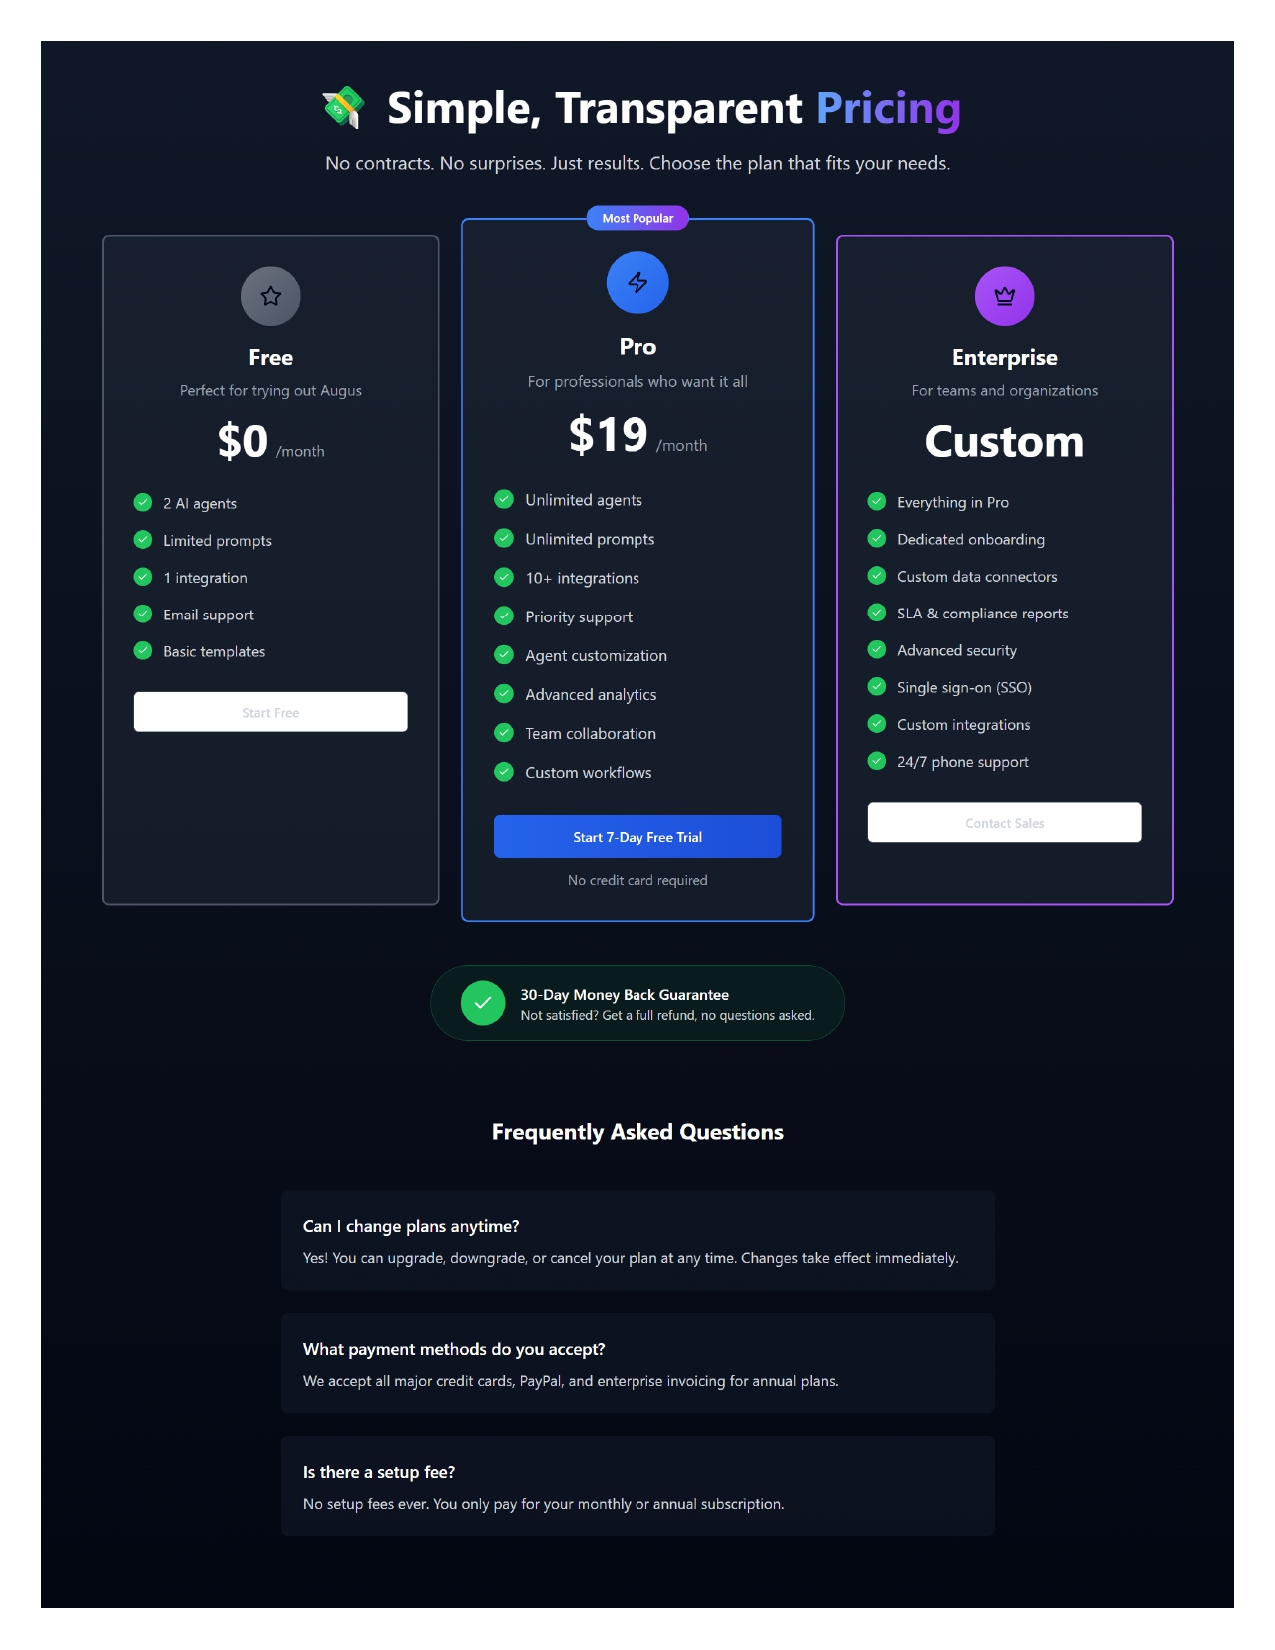 Simple, Transparent Pricing
No contracts. No surprises. Just results. Choose the plan that fits your needs.
Free
Perfect for trying out Augus
$0 /month
2 AI agents
Limited prompts
1 integration
Email support
Basic templates
Start Free
Most Popular
Pro
For professionals who want it all
$19 /month
Unlimited agents
Unlimited prompts
10+ integrations
Priority support
Agent customization
Advanced analytics
Team collaboration
Custom workflows
Start 7-Day Free Trial
No credit card required
Enterprise
For teams and organizations
Custom
Everything in Pro
Dedicated onboarding
Custom data connectors
SLA & compliance reports
Advanced security
Single sign-on (SSO)
Custom integrations
24/7 phone support
Contact Sales
30-Day Money Back Guarantee
Not satisfied? Get a full refund, no questions asked.
Frequently Asked Questions
Can I change plans anytime?
Yes! You can upgrade, downgrade, or cancel your plan at any time. Changes take effect immediately.
What payment methods do you accept?
We accept all major credit cards, PayPal, and enterprise invoicing for annual plans.
Is there a setup fee?
No setup fees ever. You only pay for your monthly or annual subscription.